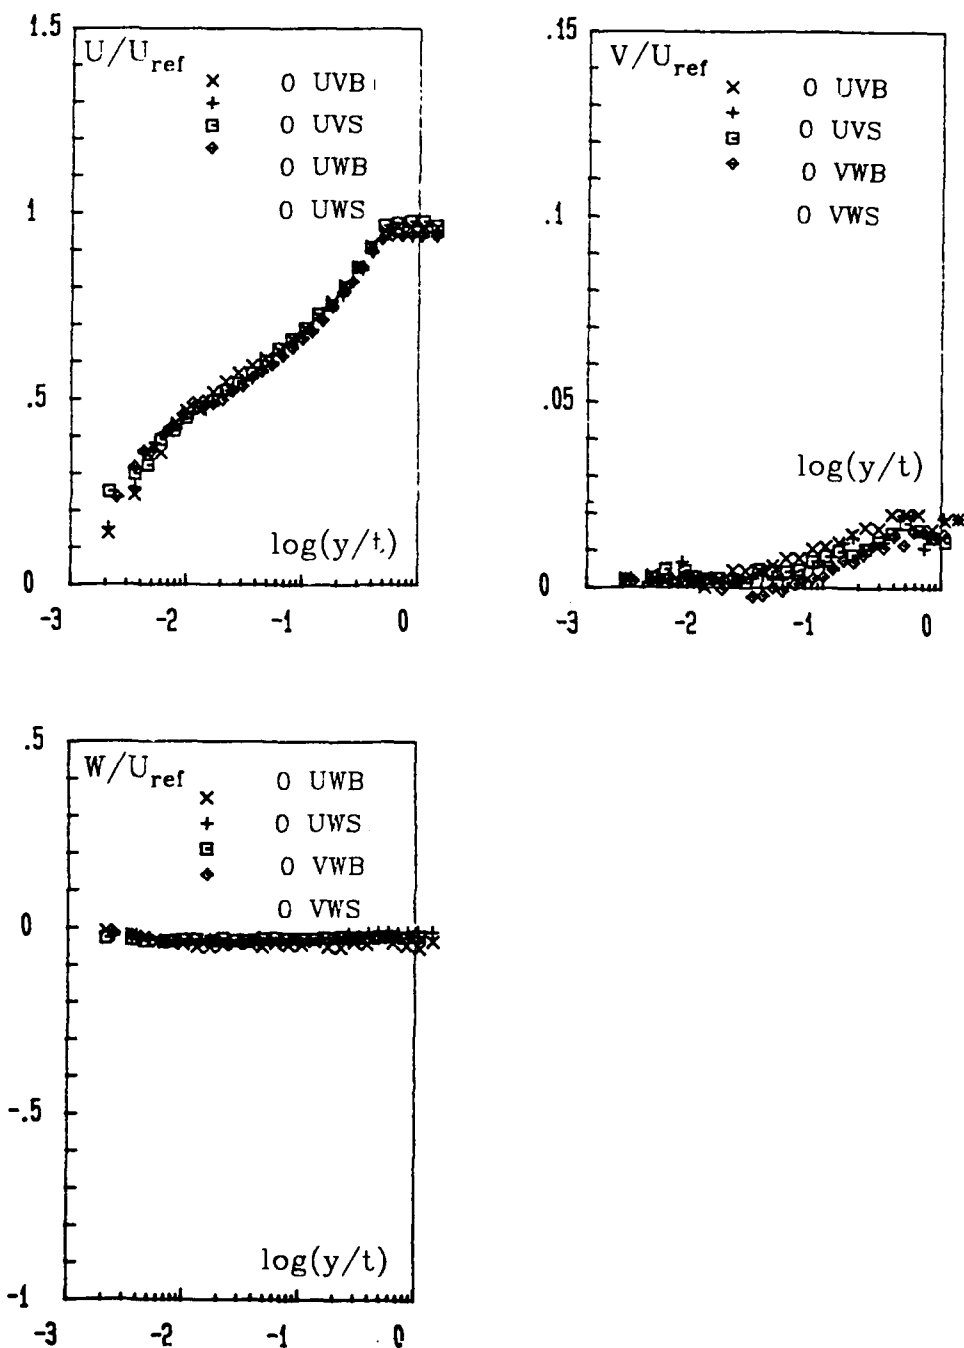 1.5
U/U_ref
0 UVB
0 UVS
0 UWB
0 UWS
1
.5
log(y/t)
0
-3
-2
-1
0
.15
V/U_ref
0 UVB
0 UVS
0 VWB
0 VWS
.1
.05
log(y/t)
0
-3
-2
-1
0
.5
W/U_ref
0 UWB
0 UWS
0 VWB
0 VWS
0
-.5
log(y/t)
-1
-3
-2
-1
0